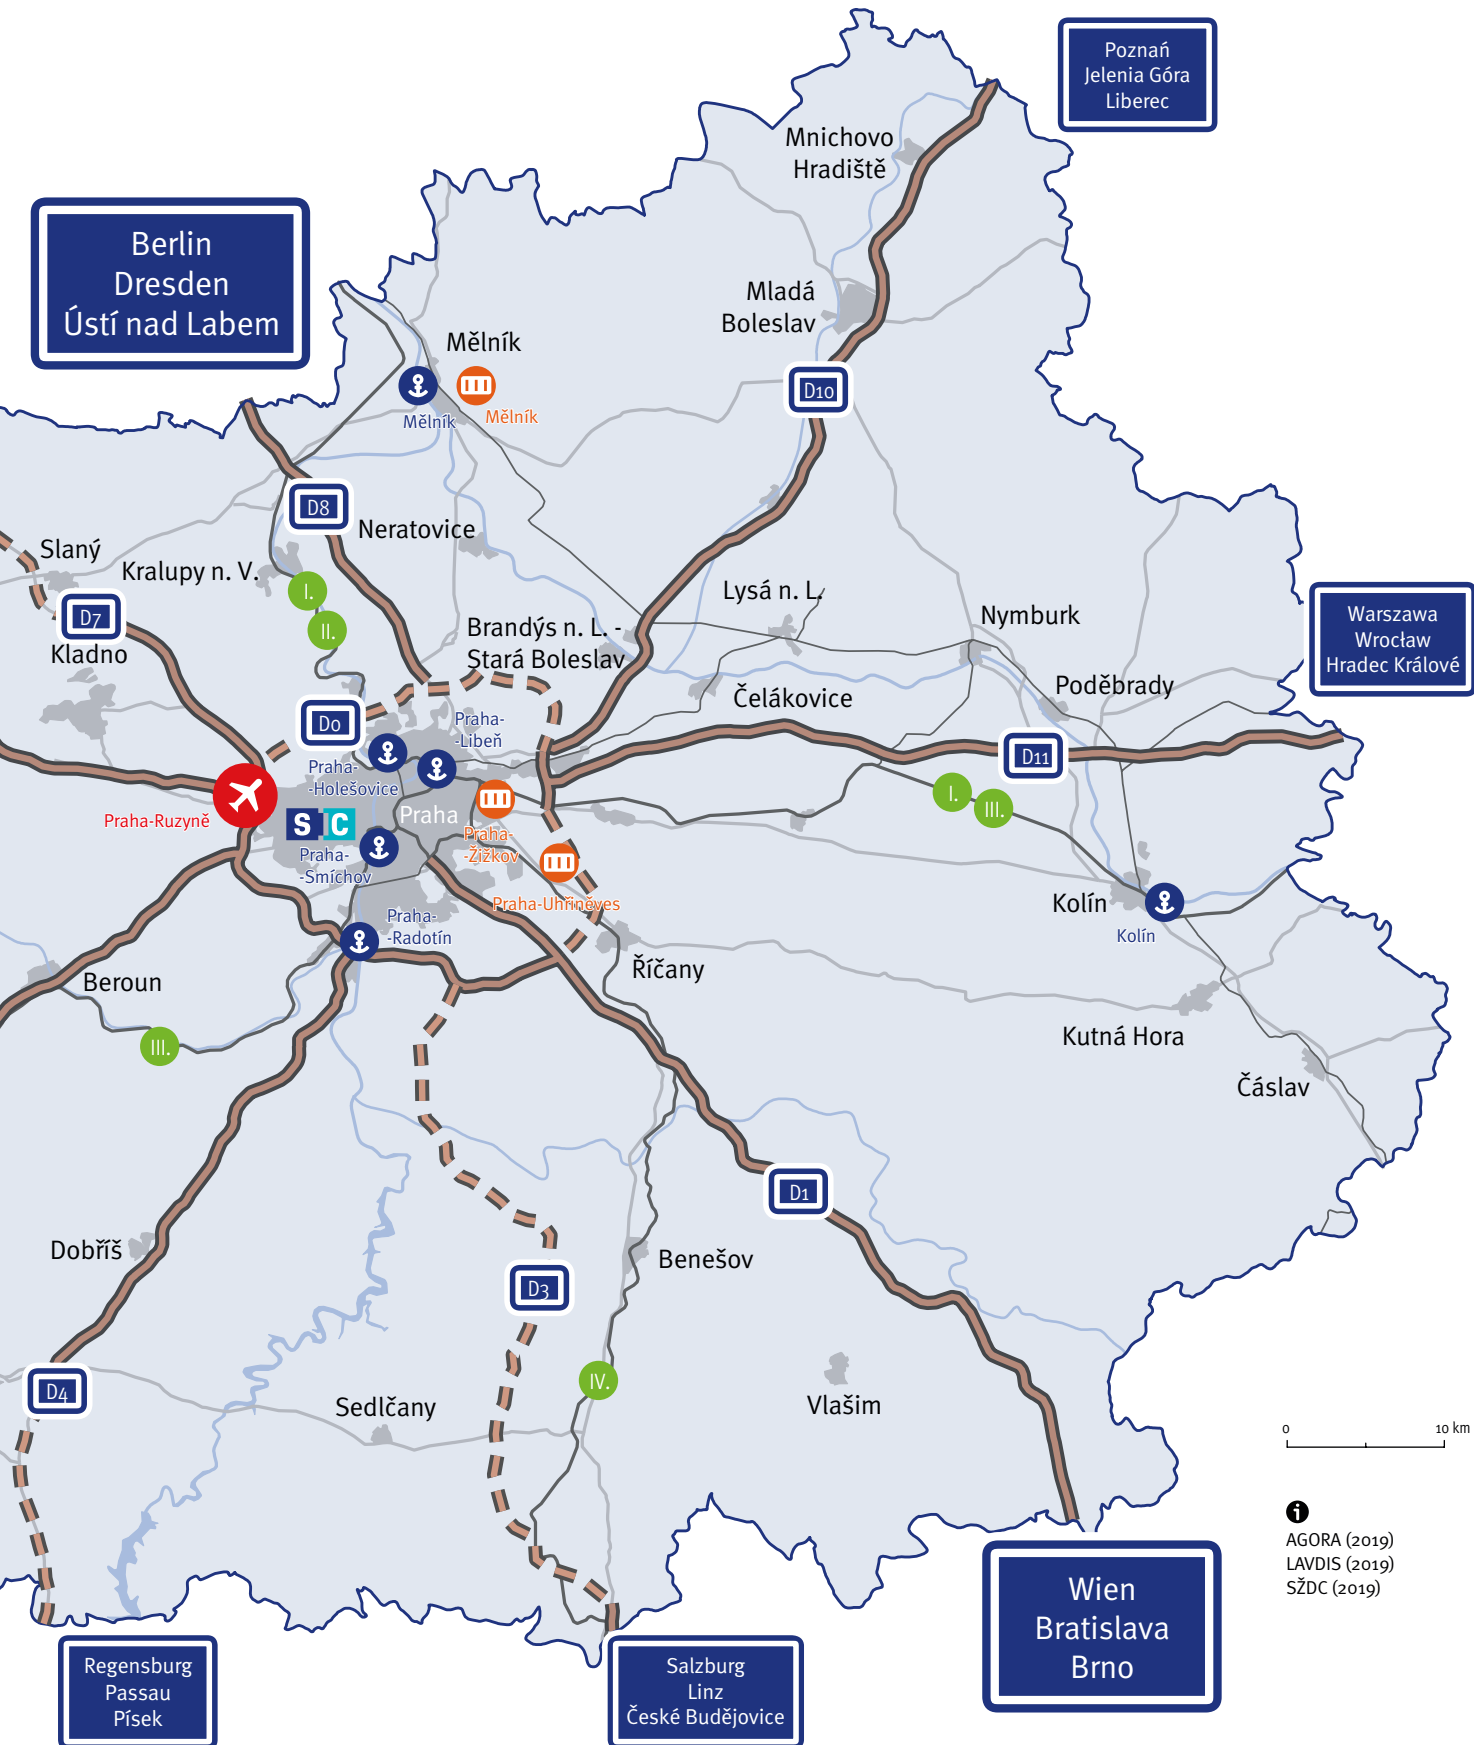 Poznań
Jelenia Góra
Liberec
Mnichovo
Hradiště
Berlin
Dresden
Ústí nad Labem
Mladá
Boleslav
Mělník
Mělník
Mělník
D10
D8
Neratovice
Slaný
Kralupy n. V.
I.
II.
D7
Kladno
Lysá n. L.
Nymburk
Brandýs n. L. -
Stará Boleslav
Warszawa
Wrocław
Hradec Králové
Čelákovice
Poděbrady
D0
Praha-
-Libeň
D11
Praha-
-Holešovice
Praha-Ruzyně
S C
Praha
Praha-
-Žižkov
I.
III.
Praha-
-Smíchov
Praha-Uhříněves
Praha-
-Radotín
Kolín
Kolín
Říčany
Beroun
III.
Kutná Hora
Čáslav
D1
Dobříš
Benešov
D3
D4
IV.
Sedlčany
Vlašim
0 10 km
i
AGORA (2019)
LAVDIS (2019)
SŽDC (2019)
Wien
Bratislava
Brno
Regensburg
Passau
Písek
Salzburg
Linz
České Budějovice